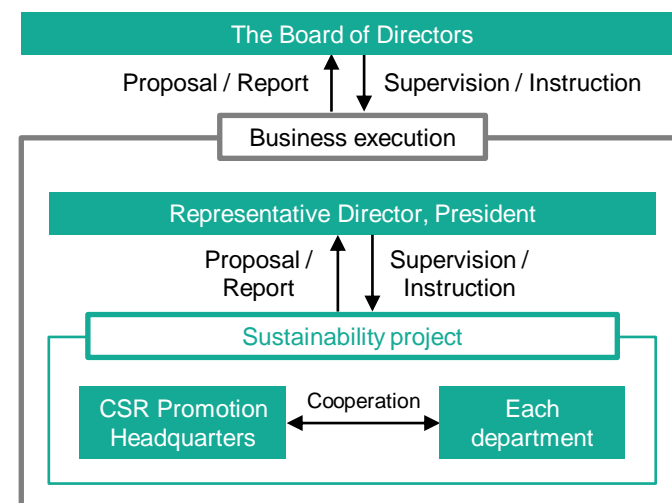 The Board of Directors
Proposal / Report
Supervision / Instruction
Business execution
Representative Director, President
Proposal /
Report
Supervision /
Instruction
Sustainability project
CSR Promotion
Headquarters
Cooperation
Each
department